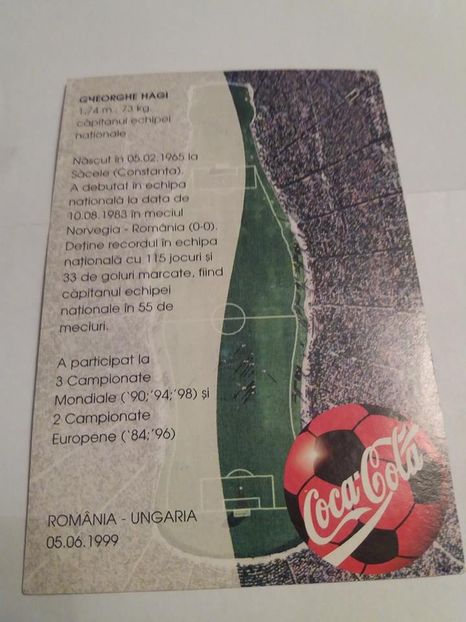 GHEORGHE HAGI
1,74 m.; 73 kg.
căpitanul echipei
naționale
Născut în 05.02.1965 la
Săcele (Constanța).
A debutat în echipa
națională la data de
10.08.1983 în meciul
Norvegia - România (0-0).
Deține recordul în echipa
națională cu 115 jocuri și
33 de goluri marcate, fiind
căpitanul echipei
nationale în 55 de
meciuri.
A participat la
3 Campionate
Mondiale ('90;'94;'98) și
2 Campionate
Europene ('84;'96)
ROMÂNIA - UNGARIA
05.06.1999
Coca-Cola